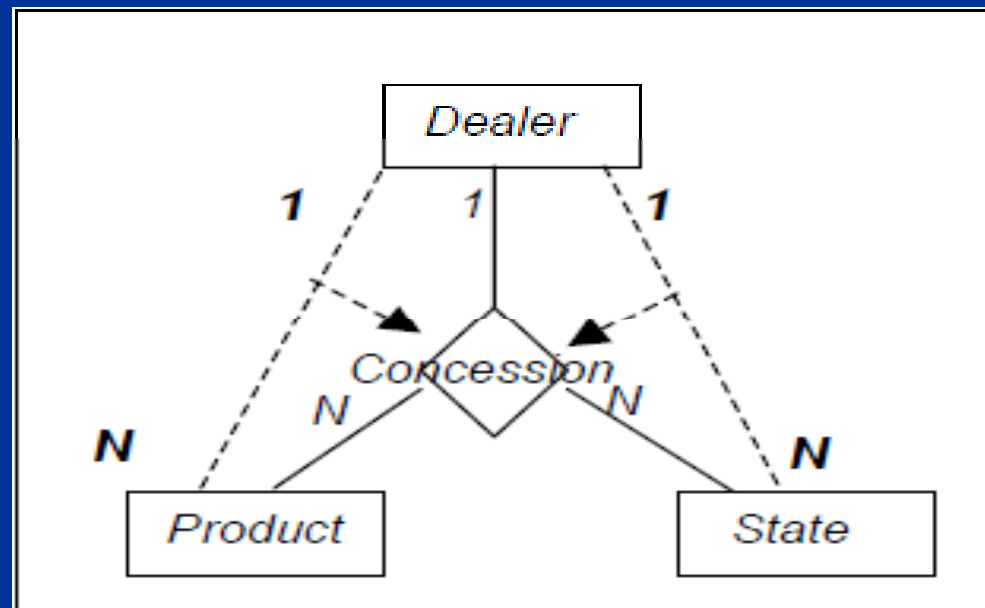 Dealer
1 1 1
Concession
N N
N N
Product State